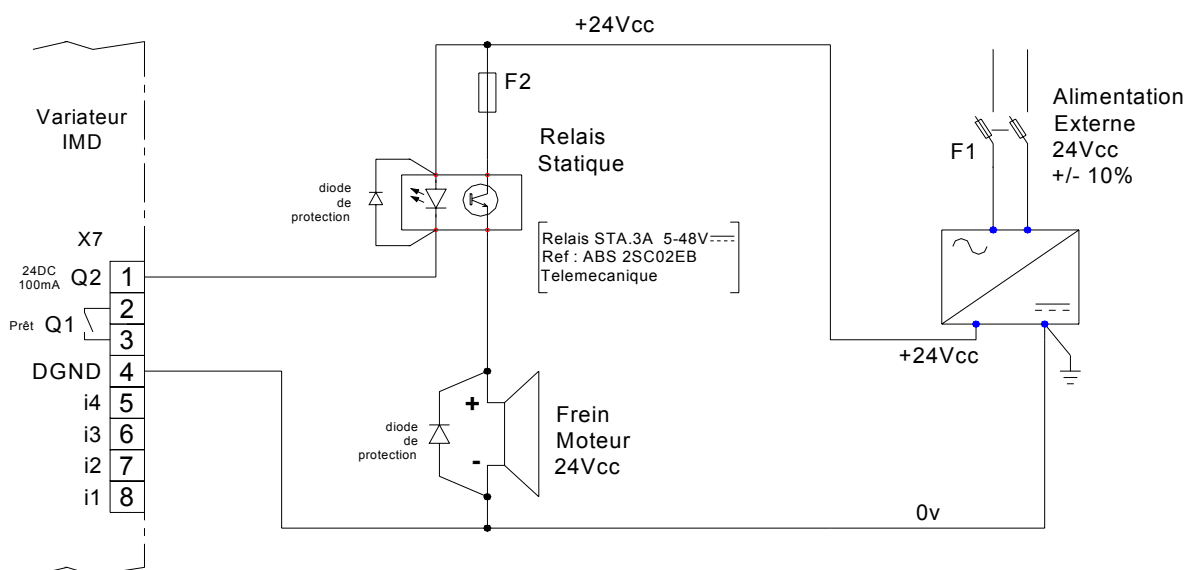 +24Vcc
Variateur
IMD
F2
Relais
Statique
diode
de
protection
Relais STA.3A 5-48V
Ref : ABS 2SC02EB
Telemecanique
F1
Alimentation
Externe
24Vcc
+/- 10%
X7
24DC
100mA
Q2 1
2
Prêt Q1
3
DGND 4
i4 5
i3 6
i2 7
i1 8
+24Vcc
diode
de
protection
+
-
Frein
Moteur
24Vcc
0v